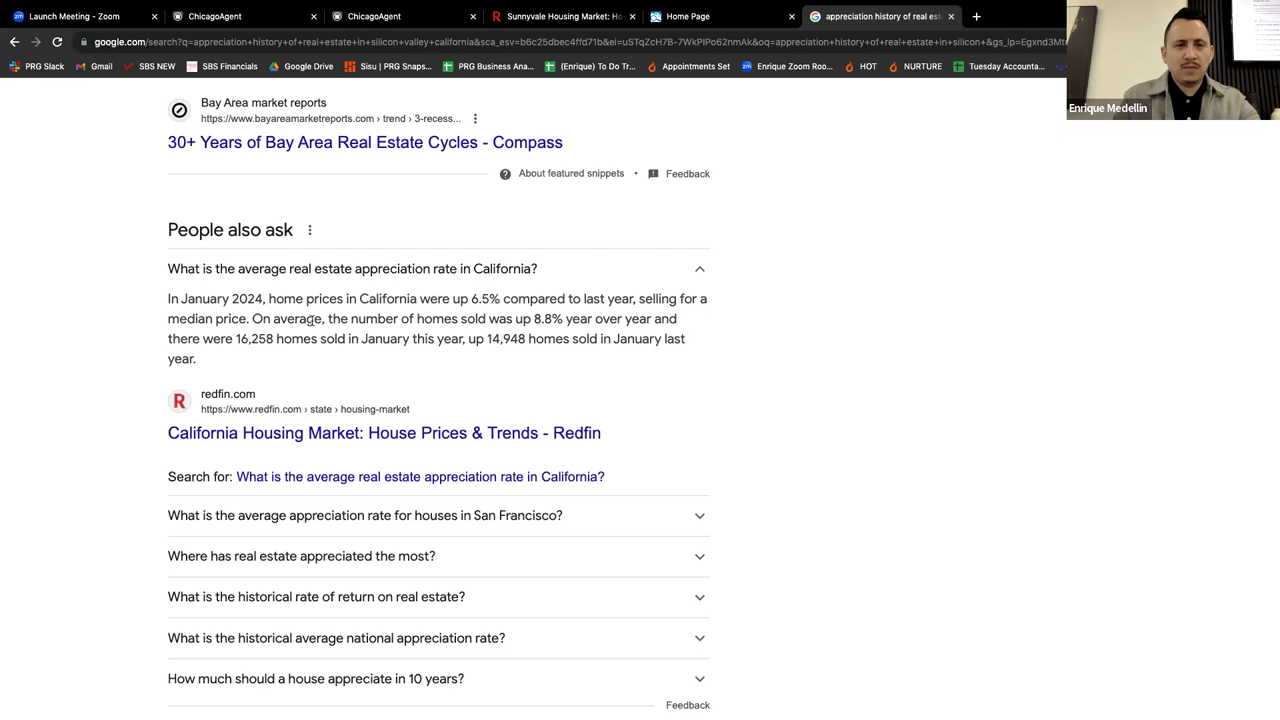 Launch Meeting - Zoom
ChicagoAgent
ChicagoAgent
Sunnyvale Housing Market: Ho
Home Page
appreciation history of real est
google.com/search?q=appreciation+history+of+real+estate+in+silicon+valley+california&sca_esv=
PRG Slack
Gmail
SBS NEW
SBS Financials
Google Drive
Sisu | PRG Snaps...
PRG Class Ana...
(Enrique) To Do Tr...
Appointments Set
Enrique Zoom Roo...
HOT
NURTURE
Tuesday Accounta...
Enrique Medellin
Bay Area market reports
https://www.bayareamarketreports.com › trend › 3-recess...
30+ Years of Bay Area Real Estate Cycles - Compass
About featured snippets • Feedback
People also ask
What is the average real estate appreciation rate in California?
In January 2024, home prices in California were up 6.5% compared to last year, selling for a
median price. On average, the number of homes sold was up 8.8% year over year and
there were 16,258 homes sold in January this year, up 14,948 homes sold in January last
year.
R
redfin.com
https://www.redfin.com › state › housing-market
California Housing Market: House Prices & Trends - Redfin
Search for: What is the average real estate appreciation rate in California?
What is the average appreciation rate for houses in San Francisco?
Where has real estate appreciated the most?
What is the historical rate of return on real estate?
What is the historical average national appreciation rate?
How much should a house appreciate in 10 years?
Feedback